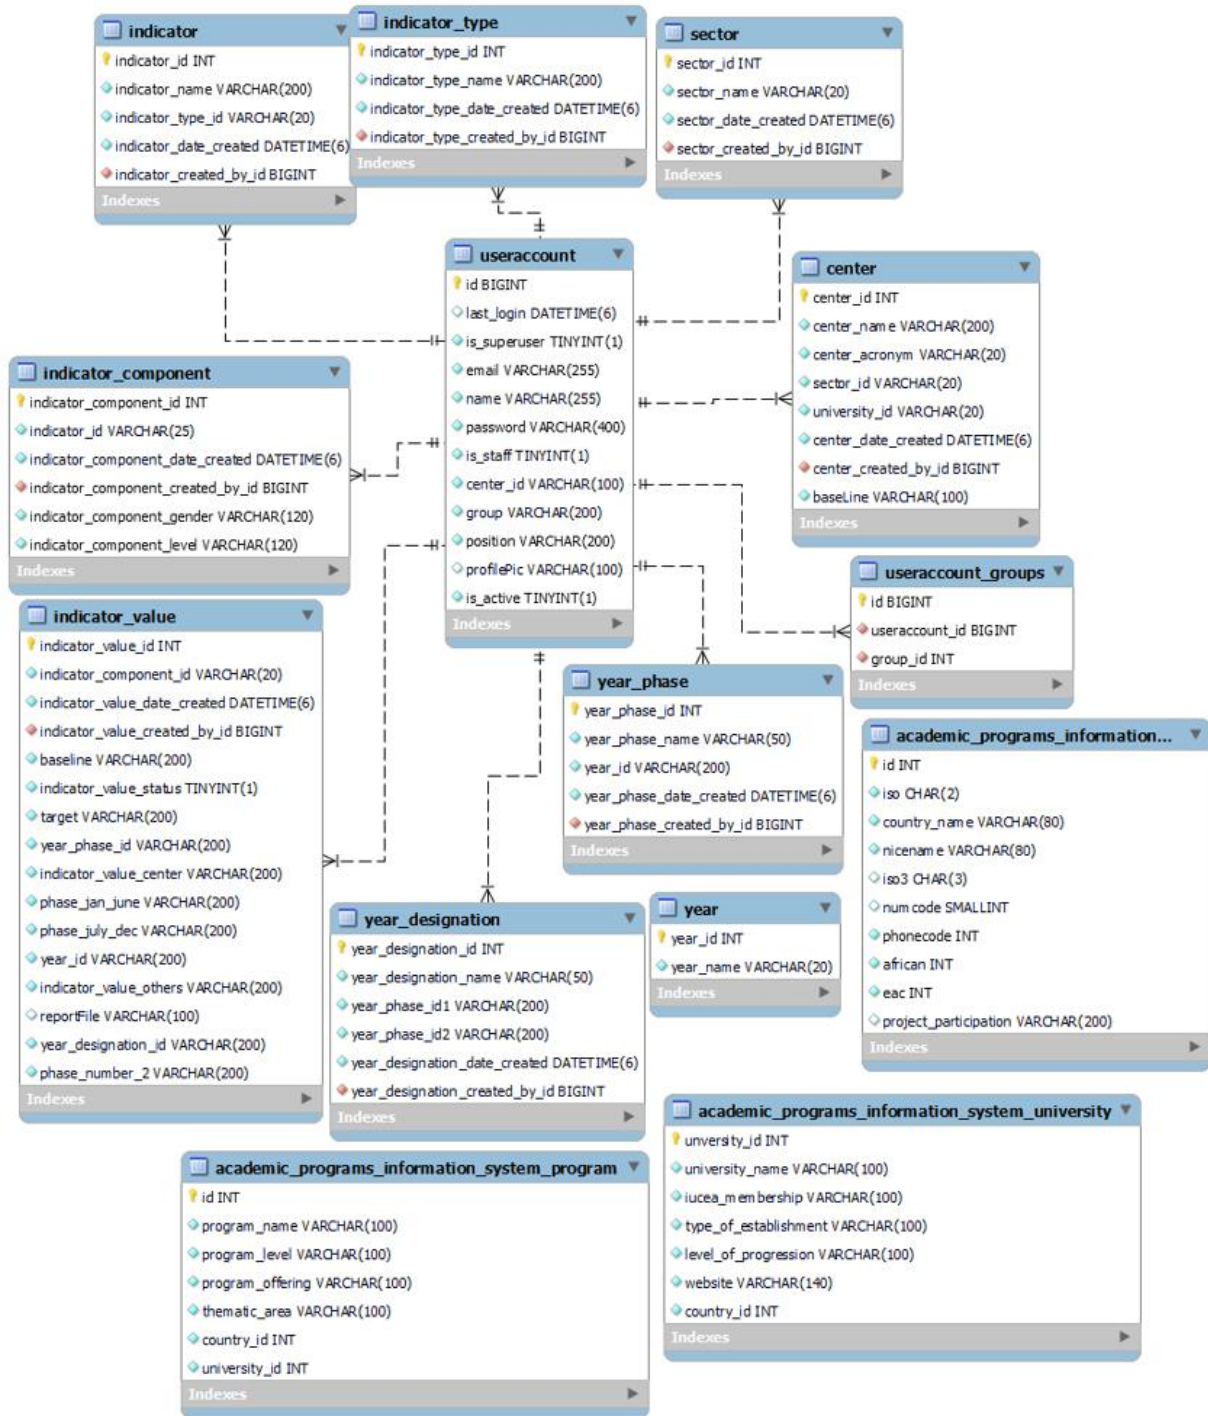 indicator
indicator_id INT
indicator_name VARCHAR(200)
indicator_type_id VARCHAR(20)
indicator_date_created DATETIME(6)
indicator_created_by_id BIGINT
Indexes
indicator_type
indicator_type_id INT
indicator_type_name VARCHAR(200)
indicator_type_date_created DATETIME(6)
indicator_type_created_by_id BIGINT
Indexes
sector
sector_id INT
sector_name VARCHAR(20)
sector_date_created DATETIME(6)
sector_created_by_id BIGINT
Indexes
useraccount
id BIGINT
last_login DATETIME(6)
is_superuser TINYINT(1)
email VARCHAR(255)
name VARCHAR(255)
password VARCHAR(400)
is_staff TINYINT(1)
center_id VARCHAR(100)
group VARCHAR(200)
position VARCHAR(200)
profilePic VARCHAR(100)
is_active TINYINT(1)
Indexes
center
center_id INT
center_name VARCHAR(200)
center_acronym VARCHAR(20)
sector_id VARCHAR(20)
university_id VARCHAR(20)
center_date_created DATETIME(6)
center_created_by_id BIGINT
baseLine VARCHAR(100)
Indexes
indicator_component
indicator_component_id INT
indicator_id VARCHAR(25)
indicator_component_date_created DATETIME(6)
indicator_component_created_by_id BIGINT
indicator_component_gender VARCHAR(120)
indicator_component_level VARCHAR(120)
Indexes
useraccount_groups
id BIGINT
useraccount_id BIGINT
group_id INT
Indexes
indicator_value
indicator_value_id INT
indicator_component_id VARCHAR(20)
indicator_value_date_created DATETIME(6)
indicator_value_created_by_id BIGINT
baseline VARCHAR(200)
indicator_value_status TINYINT(1)
target VARCHAR(200)
year_phase_id VARCHAR(200)
indicator_value_center VARCHAR(200)
phase_jan_june VARCHAR(200)
phase_july_dec VARCHAR(200)
year_id VARCHAR(200)
indicator_value_others VARCHAR(200)
reportFile VARCHAR(100)
year_designation_id VARCHAR(200)
phase_number_2 VARCHAR(200)
Indexes
year_phase
year_phase_id INT
year_phase_name VARCHAR(50)
year_id VARCHAR(200)
year_phase_date_created DATETIME(6)
year_phase_created_by_id BIGINT
Indexes
academic_programs_information...
id INT
iso CHAR(2)
country_name VARCHAR(80)
nicename VARCHAR(80)
iso3 CHAR(3)
numcode SMALLINT
phonecode INT
african INT
eac INT
project_participation VARCHAR(200)
Indexes
year_designation
year_designation_id INT
year_designation_name VARCHAR(50)
year_phase_id1 VARCHAR(200)
year_phase_id2 VARCHAR(200)
year_designation_date_created DATETIME(6)
year_designation_created_by_id BIGINT
Indexes
year
year_id INT
year_name VARCHAR(20)
Indexes
academic_programs_information_system_university
unversity_id INT
university_name VARCHAR(100)
iucea_membership VARCHAR(100)
type_of_establishment VARCHAR(100)
level_of_progression VARCHAR(100)
website VARCHAR(140)
country_id INT
Indexes
academic_programs_information_system_program
id INT
program_name VARCHAR(100)
program_level VARCHAR(100)
program_offering VARCHAR(100)
thematic_area VARCHAR(100)
country_id INT
university_id INT
Indexes